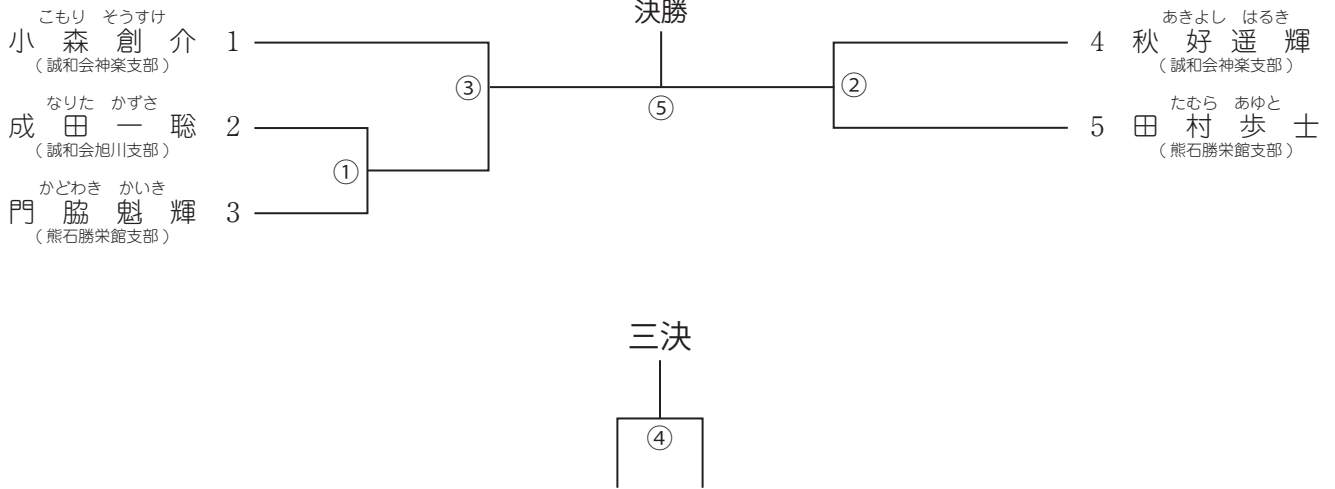 決勝
こもり そうすけ
小森創介 1
(誠和会神楽支部)
なりた かずさ
成田一聡 2
(誠和会旭川支部)
かどわき かいき
門脇魁輝 3
(熊石勝栄館支部)
①
③
⑤
②
あきよし はるき
4 秋好遥輝
(誠和会神楽支部)
たむら あゆと
5 田村歩士
(熊石勝栄館支部)
三決
④